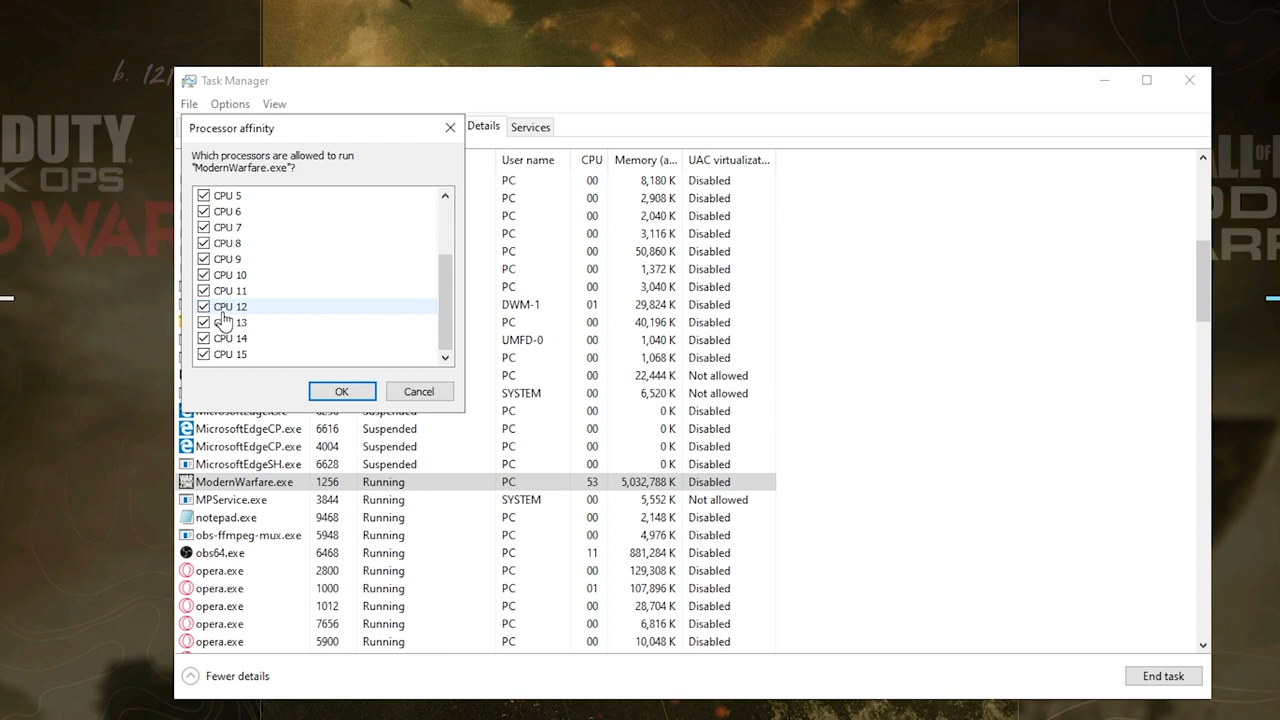 b. 12
DUTY
K OPS
D WAR
ALL OF
OD
ARF
Task Manager
File Options View
Details Services
Processor affinity
Which processors are allowed to run
"ModernWarfare.exe"?
CPU 5
CPU 6
CPU 7
CPU 8
CPU 9
CPU 10
CPU 11
CPU 12
13
CPU 14
CPU 15
OK Cancel
User name CPU Memory (a... UAC virtualizat...
PC 00 8,180 K Disabled
PC 00 2,908 K Disabled
PC 00 2,040 K Disabled
PC 00 3,116 K Disabled
PC 00 50,860 K Disabled
PC 00 1,372 K Disabled
PC 00 3,040 K Disabled
DWM-1 01 29,824 K Disabled
PC 00 40,196 K Disabled
UMFD-0 00 1,040 K Disabled
PC 00 1,068 K Disabled
PC 00 22,444 K Not allowed
SYSTEM 00 6,520 K Not allowed
MicrosoftEdge.exe 6296 Suspended PC 00 0 K Disabled
MicrosoftEdgeCP.exe 6616 Suspended PC 00 0 K Disabled
MicrosoftEdgeCP.exe 4004 Suspended PC 00 0 K Disabled
MicrosoftEdgeSH.exe 6628 Suspended PC 00 0 K Disabled
ModernWarfare.exe 1256 Running PC 53 5,032,788 K Disabled
MPService.exe 3844 Running SYSTEM 00 5,552 K Not allowed
notepad.exe 9468 Running PC 00 2,148 K Disabled
obs-ffmpeg-mux.exe 5948 Running PC 00 4,976 K Disabled
obs64.exe 6468 Running PC 11 881,284 K Disabled
opera.exe 2800 Running PC 00 129,308 K Disabled
opera.exe 1000 Running PC 01 107,896 K Disabled
opera.exe 1012 Running PC 00 28,704 K Disabled
opera.exe 7656 Running PC 00 6,816 K Disabled
opera.exe 5900 Running PC 00 10,048 K Disabled
Fewer details End task